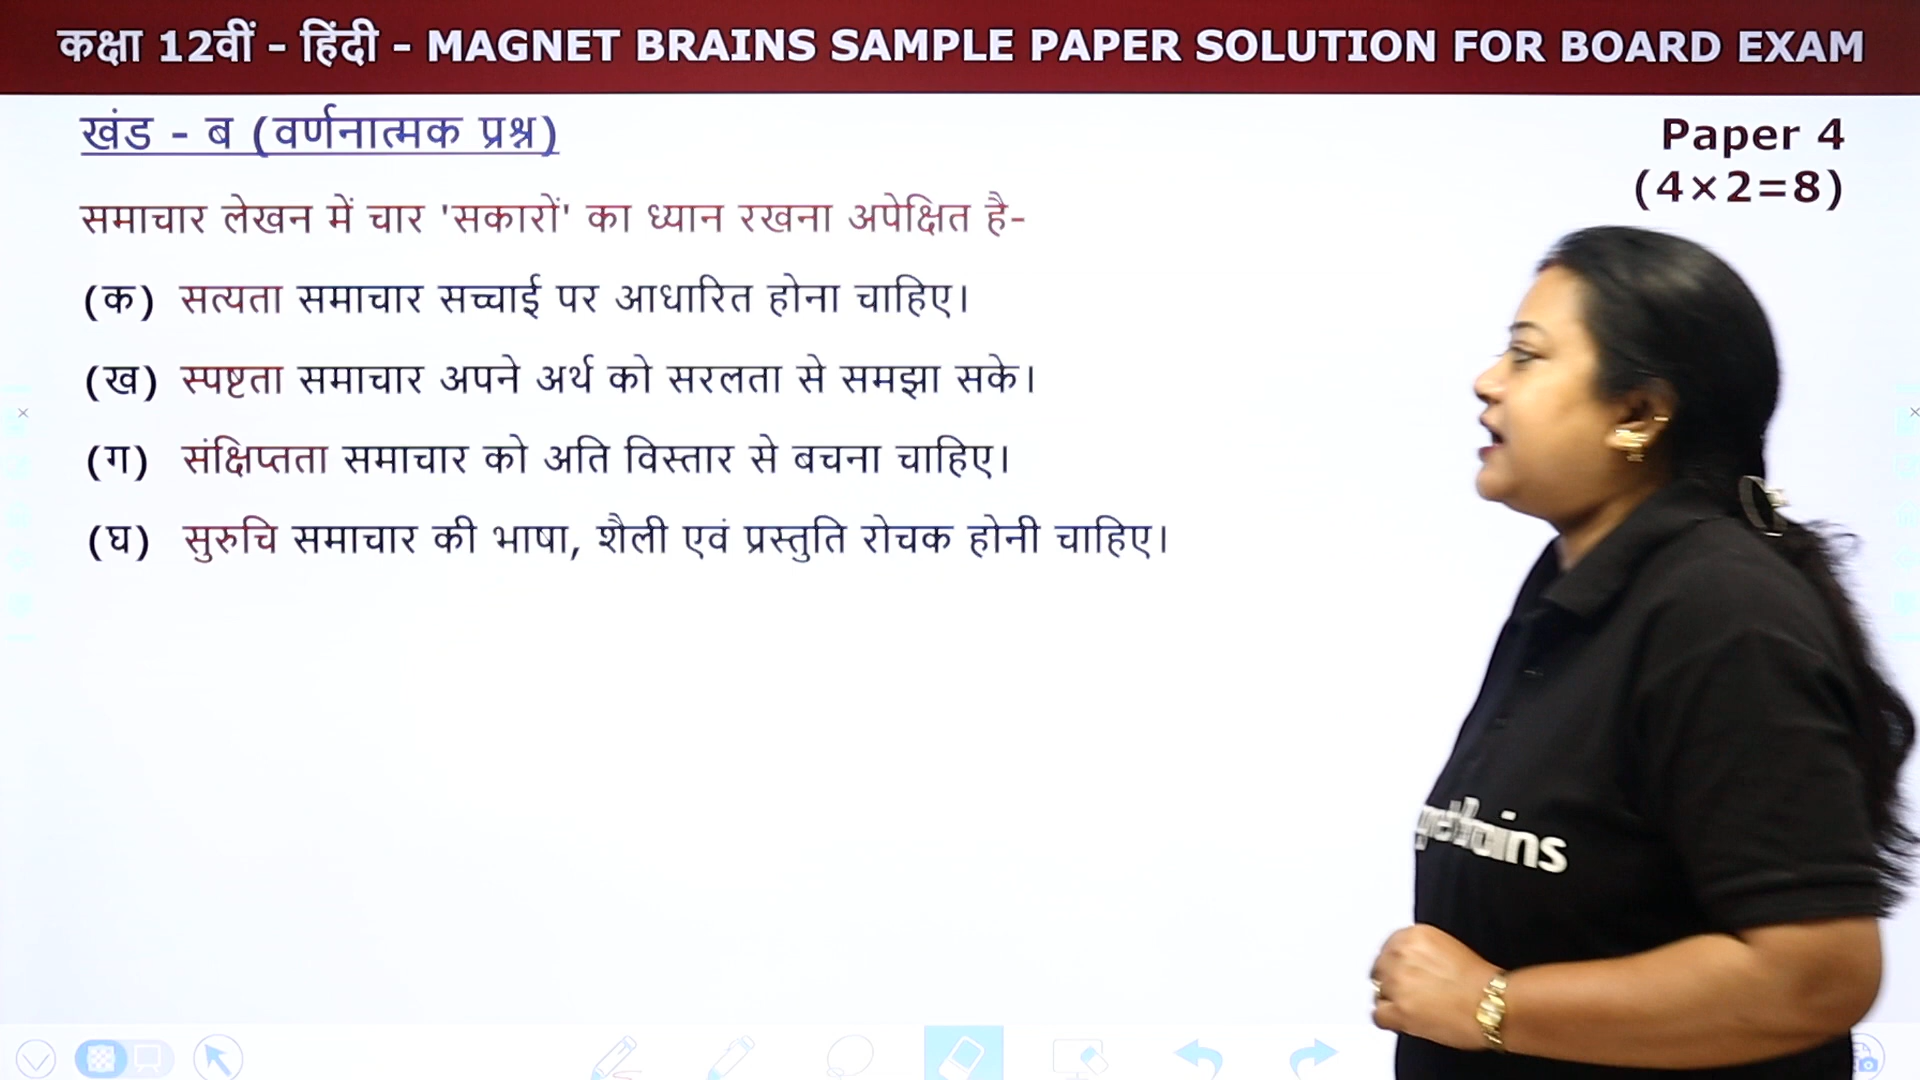 कक्षा 12वीं - हिंदी - MAGNET BRAINS SAMPLE PAPER SOLUTION FOR BOARD EXAM
खंड - ब (वर्णनात्मक प्रश्न)
Paper 4
(4×2=8)
समाचार लेखन में चार 'सकारों' का ध्यान रखना अपेक्षित है-
(क) सत्यता समाचार सच्चाई पर आधारित होना चाहिए।
(ख) स्पष्टता समाचार अपने अर्थ को सरलता से समझा सके।
(ग) संक्षिप्तता समाचार को अति विस्तार से बचना चाहिए।
(घ) सुरुचि समाचार की भाषा, शैली एवं प्रस्तुति रोचक होनी चाहिए।